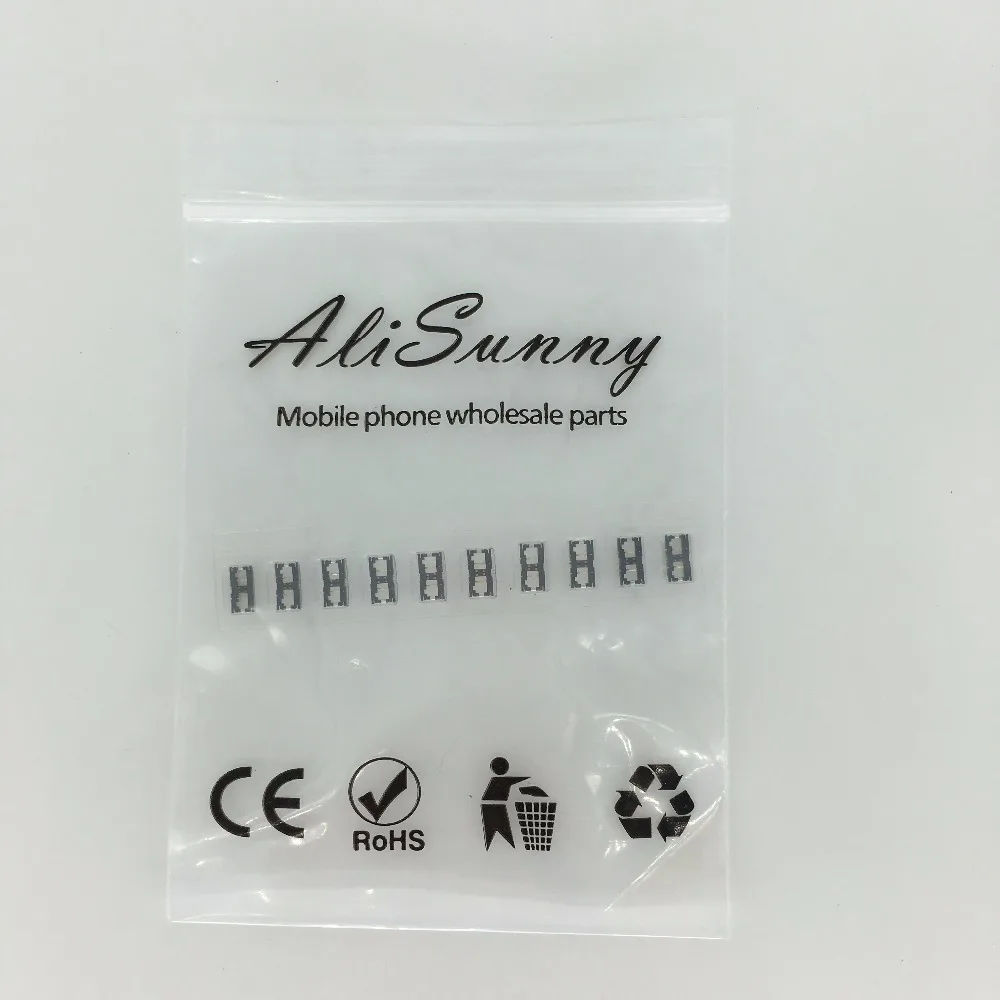 AliSunny
Mobile phone wholesale parts
CE
RoHS